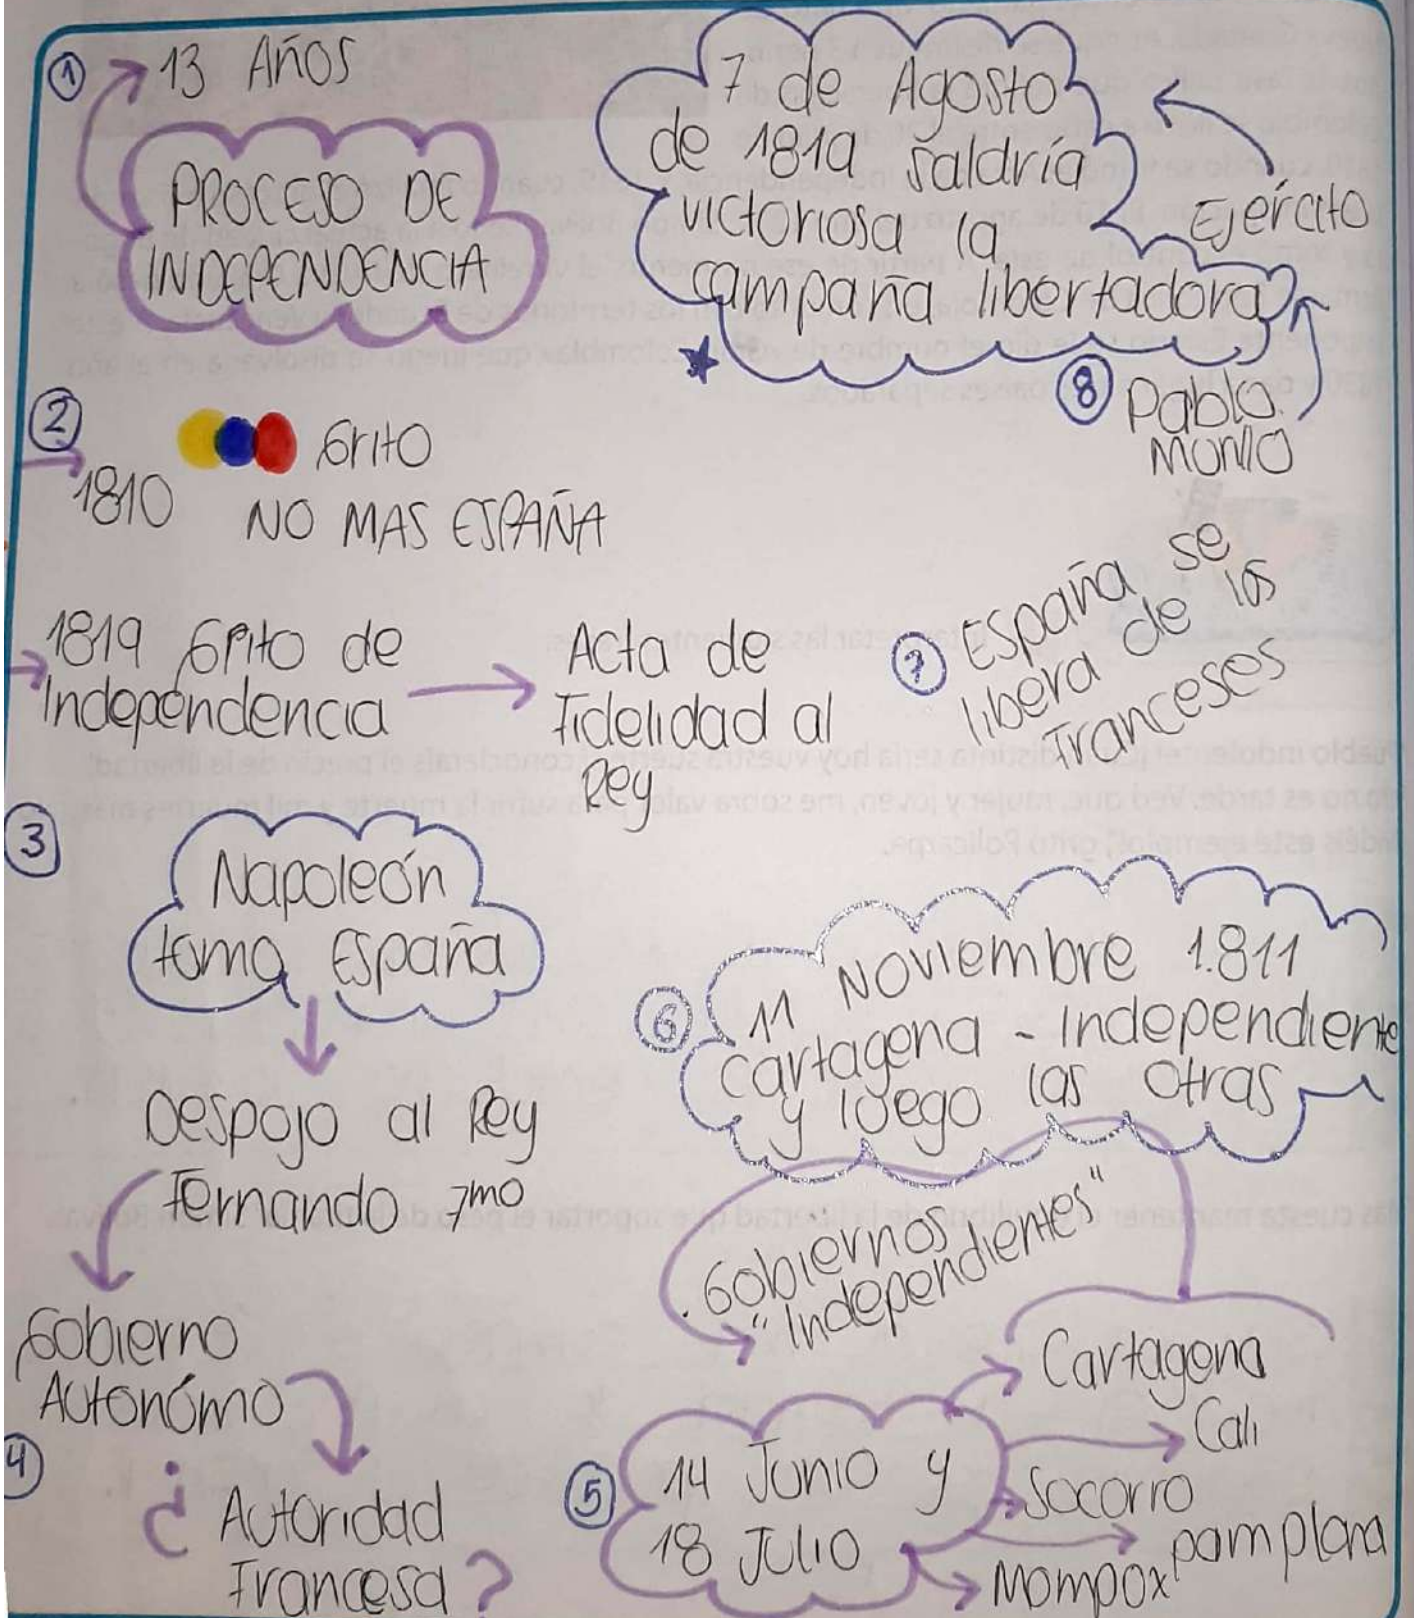 1
13 Años
PROCESO DE
INDEPENDENCIA
2
1810
Grito
NO MAS ESPAÑA
1819 Grito de
Independencia
Acta de
Fidelidad al
Rey
3
Napoleón
toma España
Despojo al Rey
Fernando 7mo
Gobierno
Autonómo
4
¿Autoridad
Francesa?
5
14 Junio y
18 Julio
Cartagena
Cali
Socorro
pamplona
Mompox
6
11 Noviembre 1.811
Cartagena - Independiente
y luego las otras
. Gobiernos
"Independientes"
7
España se
libera de los
Franceses
8
Pablo
Morillo
Ejército
7 de Agosto
de 1819 saldría
victoriosa la
campaña libertadora